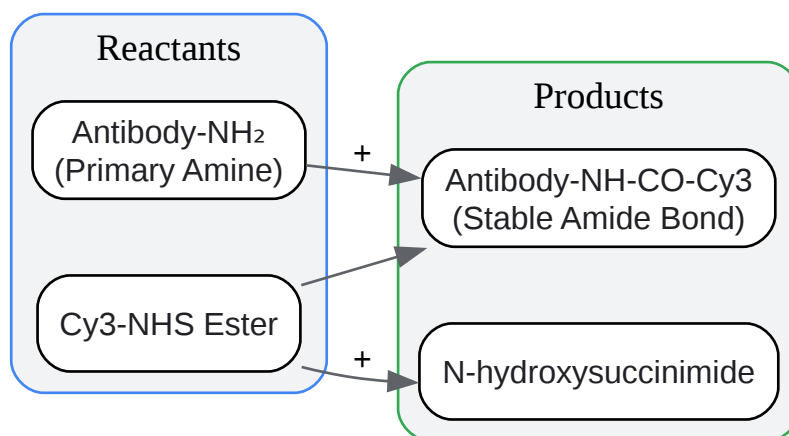 Reactants
Antibody-NH₂
(Primary Amine)
Cy3-NHS Ester
+
+
Products
Antibody-NH-CO-Cy3
(Stable Amide Bond)
N-hydroxysuccinimide